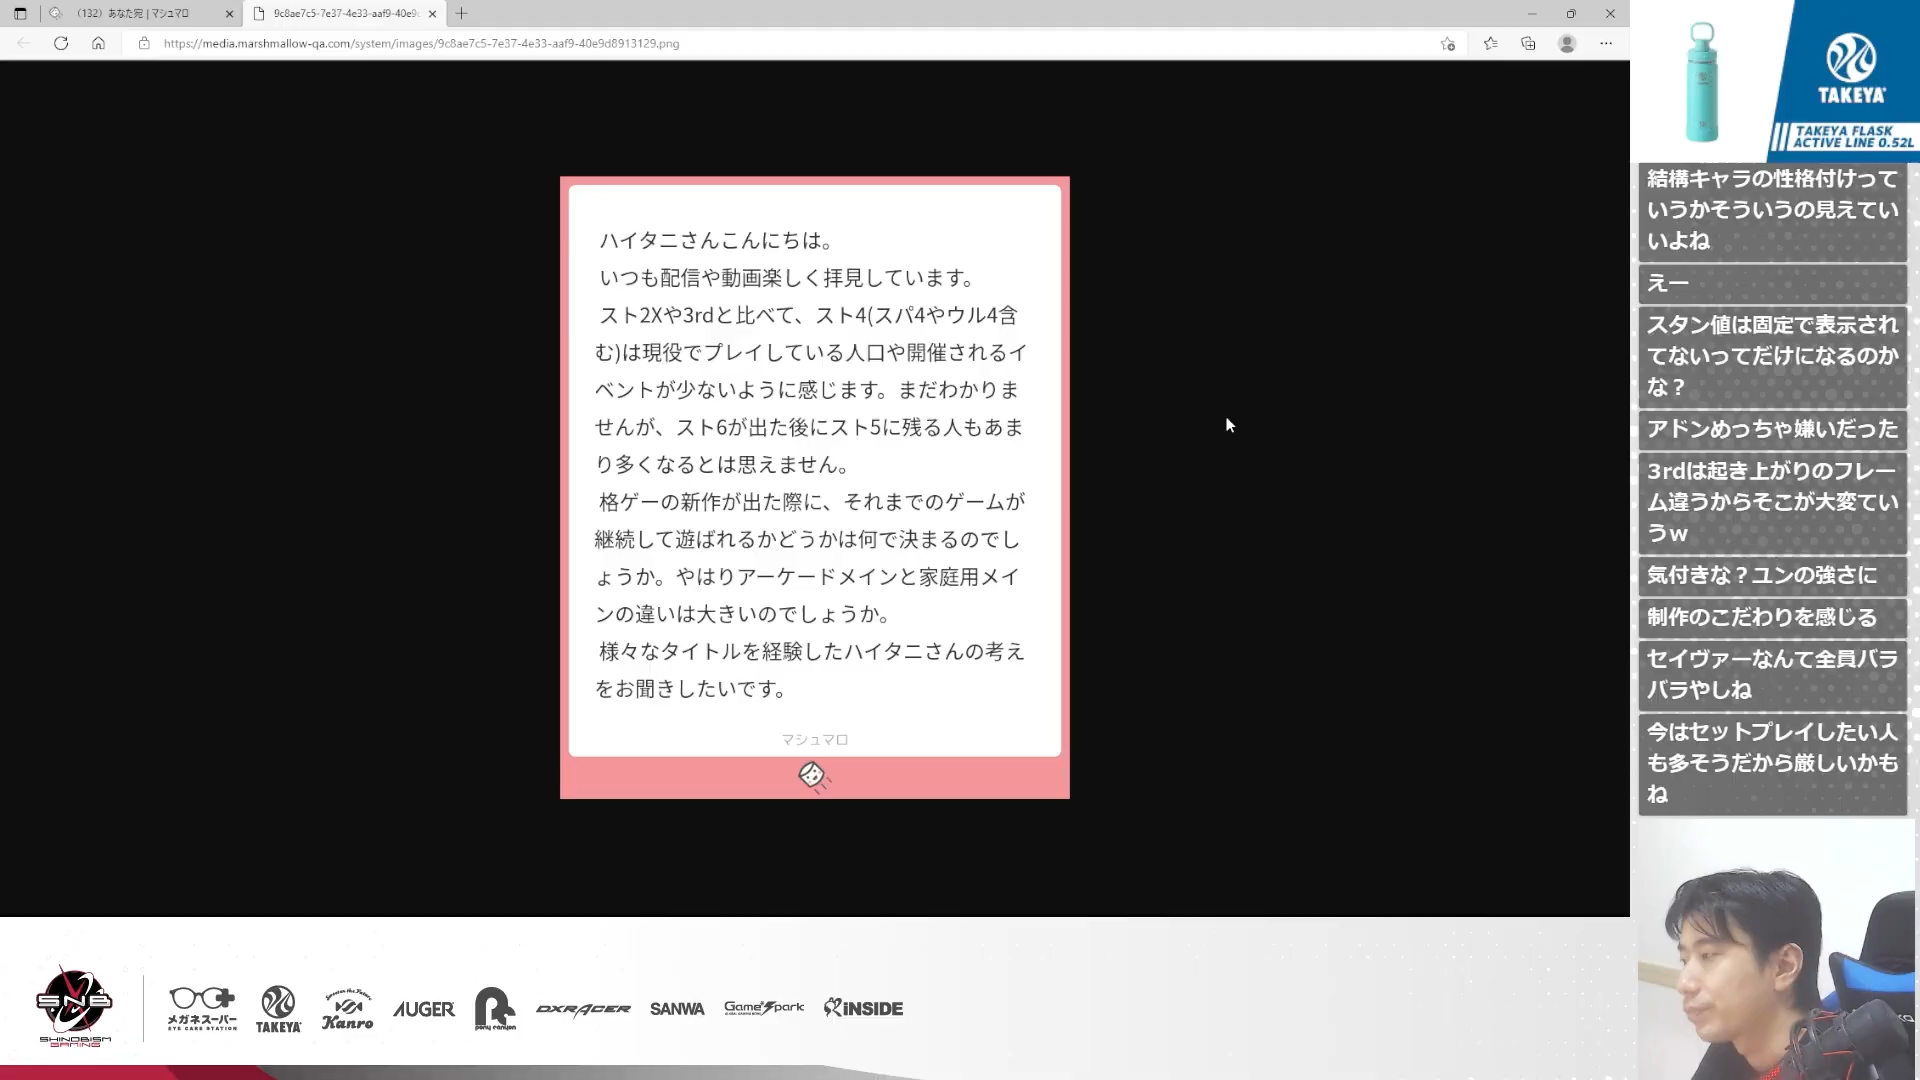 （132）あなた宛 | マシュマロ
9c8ae7c5-7e37-4e33-aaf9-40e9
https://media.marshmallow-qa.com/system/images/9c8ae7c5-7e37-4e33-aaf9-40e9d8913129.png
ハイタニさんこんにちは。
いつも配信や動画楽しく拝見しています。
スト2Xや3rdと比べて、スト4(スパ4やウル4含
む)は現役でプレイしている人口や開催されるイ
ベントが少ないように感じます。まだわかりま
せんが、スト6が出た後にスト5に残る人もあま
り多くなるとは思えません。
格ゲーの新作が出た際に、それまでのゲームが
継続して遊ばれるかどうかは何で決まるのでし
ょうか。やはりアーケードメインと家庭用メイ
ンの違いは大きいのでしょうか。
様々なタイトルを経験したハイタニさんの考え
をお聞きしたいです。
マシュマロ
TAKEYA
TAKEYA FLASK
ACTIVE LINE 0.52L
結構キャラの性格付けって
いうかそういうの見えてい
いよね
えー
スタン値は固定で表示され
てないってだけになるのか
な？
アドンめっちゃ嫌いだった
3rdは起き上がりのフレー
ム違うからそこが大変てい
うw
気付きな？ユンの強さに
制作のこだわりを感じる
セイヴァーなんて全員バラ
バラやしね
今はセットプレイしたい人
も多そうだから厳しいかも
ね
SNB
SHINOBISM
GAMING
メガネスーパー
EYE CARE STATION
TAKEYA
Sweeten the Future
Kanro
AUGER
pony canyon
DXRACER
SANWA
Game*Spark
iNSIDE